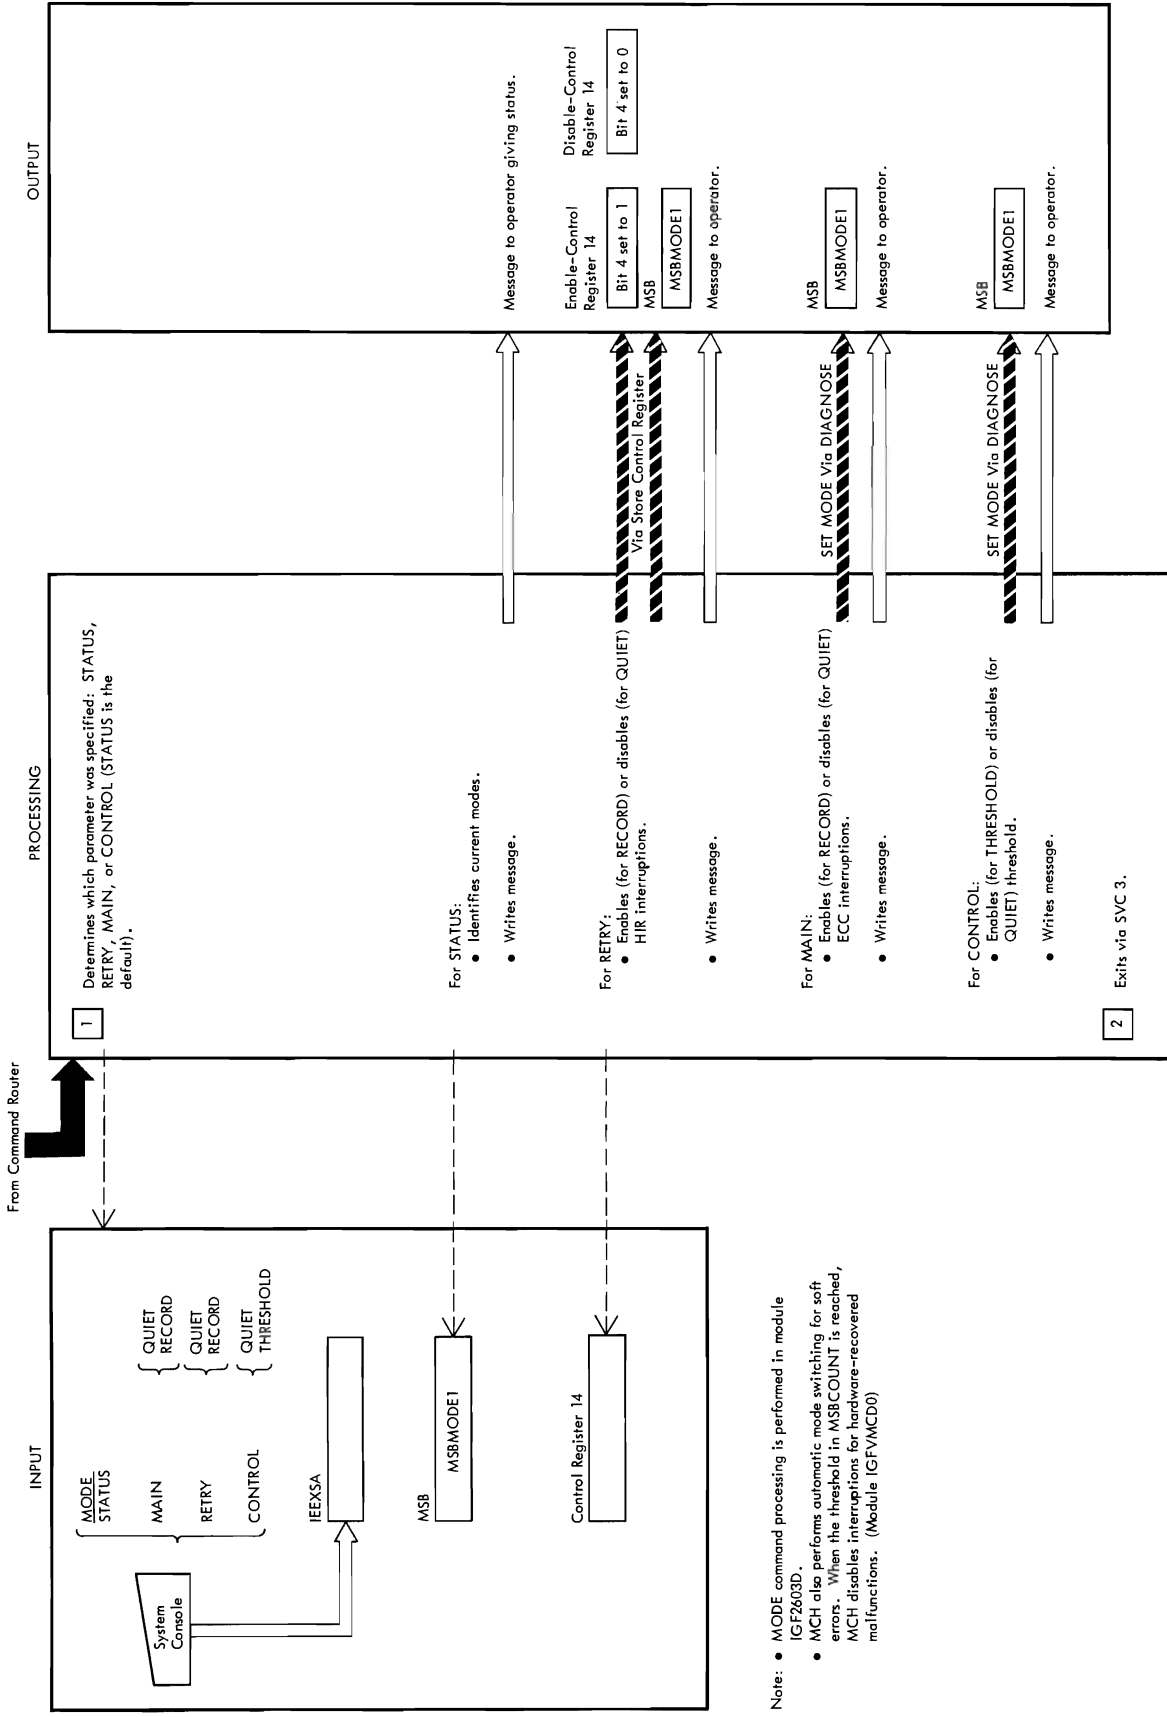 INPUT
MODE
STATUS
MAIN
QUIET
RECORD
RETRY
QUIET
RECORD
CONTROL
QUIET
THRESHOLD
System
Console
IEEXSA
MSB
MSBMODE1
Control Register 14
Note: • MODE command processing is performed in module
IGF2603D.
• MCH also performs automatic mode switching for soft
errors. When the threshold in MSBCOUNT is reached,
MCH disables interruptions for hardware-recovered
malfunctions. (Module IGFVMCD0)
From Command Router
PROCESSING
1
Determines which parameter was specified: STATUS,
RETRY, MAIN, or CONTROL (STATUS is the
default).
For STATUS:
• Identifies current modes.
• Writes message.
For RETRY:
• Enables (for RECORD) or disables (for QUIET)
HIR interruptions.
• Writes message.
For MAIN:
• Enables (for RECORD) or disables (for QUIET)
ECC interruptions.
• Writes message.
For CONTROL:
• Enables (for THRESHOLD) or disables (for
QUIET) threshold.
• Writes message.
2
Exits via SVC 3.
Via Store Control Register
SET MODE Via DIAGNOSE
SET MODE Via DIAGNOSE
OUTPUT
Message to operator giving status.
Enable-Control
Register 14
Bit 4 set to 1
Disable-Control
Register 14
Bit 4 set to 0
MSB
MSBMODE1
Message to operator.
MSB
MSBMODE1
Message to operator.
MSB
MSBMODE1
Message to operator.